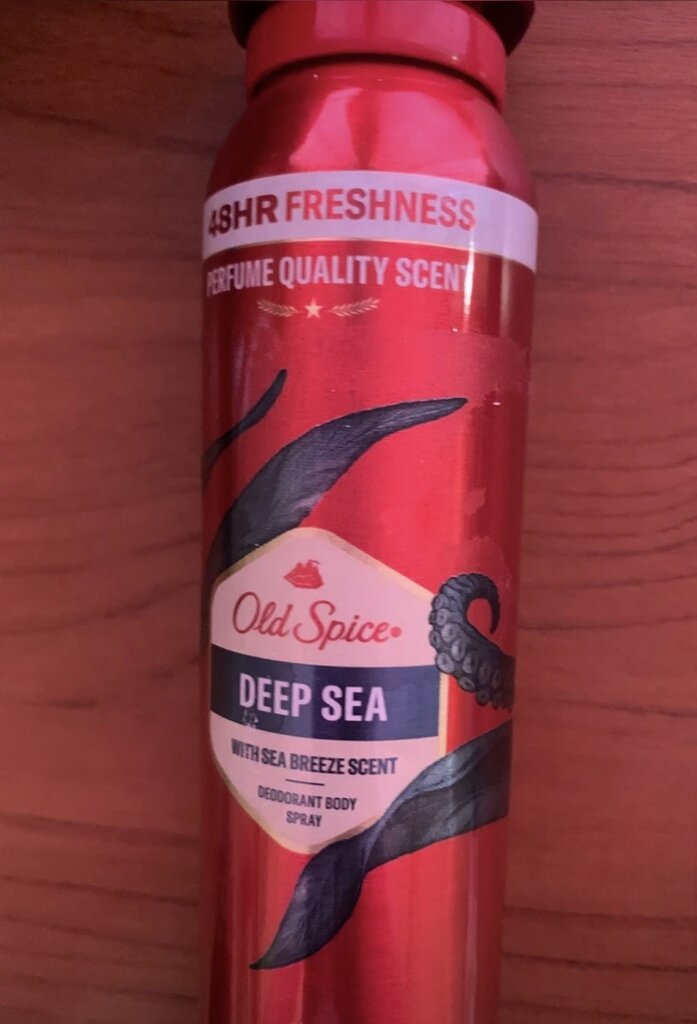 48HR FRESHNESS
PERFUME QUALITY SCENT
Old Spice
DEEP SEA
WITH SEA BREEZE SCENT
DEODORANT BODY
SPRAY